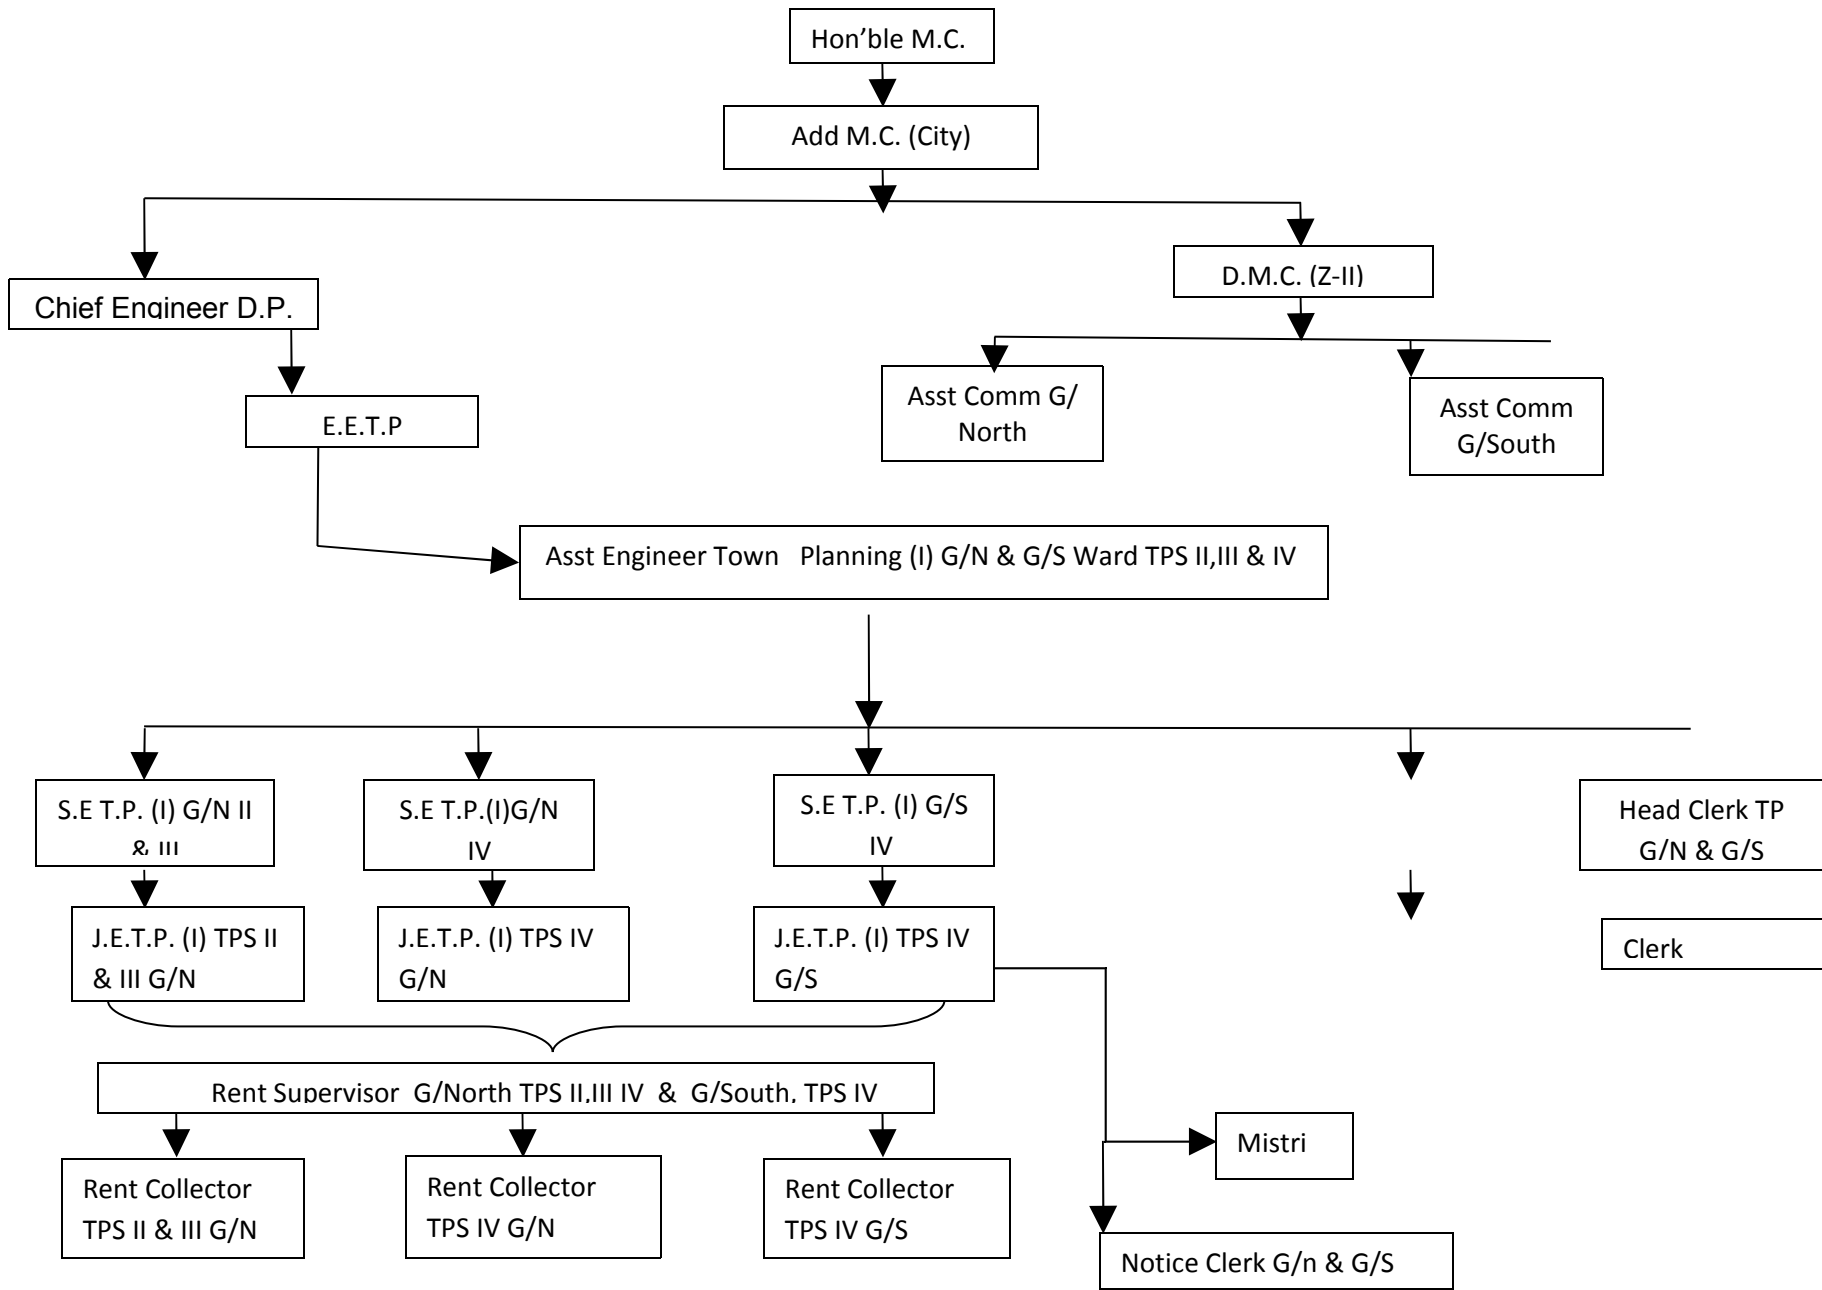 Hon’ble M.C.
Add M.C. (City)
D.M.C. (Z-II)
Chief Engineer D.P.
Asst Comm G/
North
Asst Comm
G/South
E.E.T.P
Asst Engineer Town   Planning (I) G/N & G/S Ward TPS II,III & IV
S.E T.P. (I) G/N II
& III
S.E T.P.(I)G/N
IV
S.E T.P. (I) G/S
IV
Head Clerk TP
G/N & G/S
J.E.T.P. (I) TPS II
& III G/N
J.E.T.P. (I) TPS IV
G/N
J.E.T.P. (I) TPS IV
G/S
Clerk
Rent Supervisor  G/North TPS II,III IV  &  G/South, TPS IV
Rent Collector
TPS II & III G/N
Rent Collector
TPS IV G/N
Rent Collector
TPS IV G/S
Mistri
Notice Clerk G/n & G/S